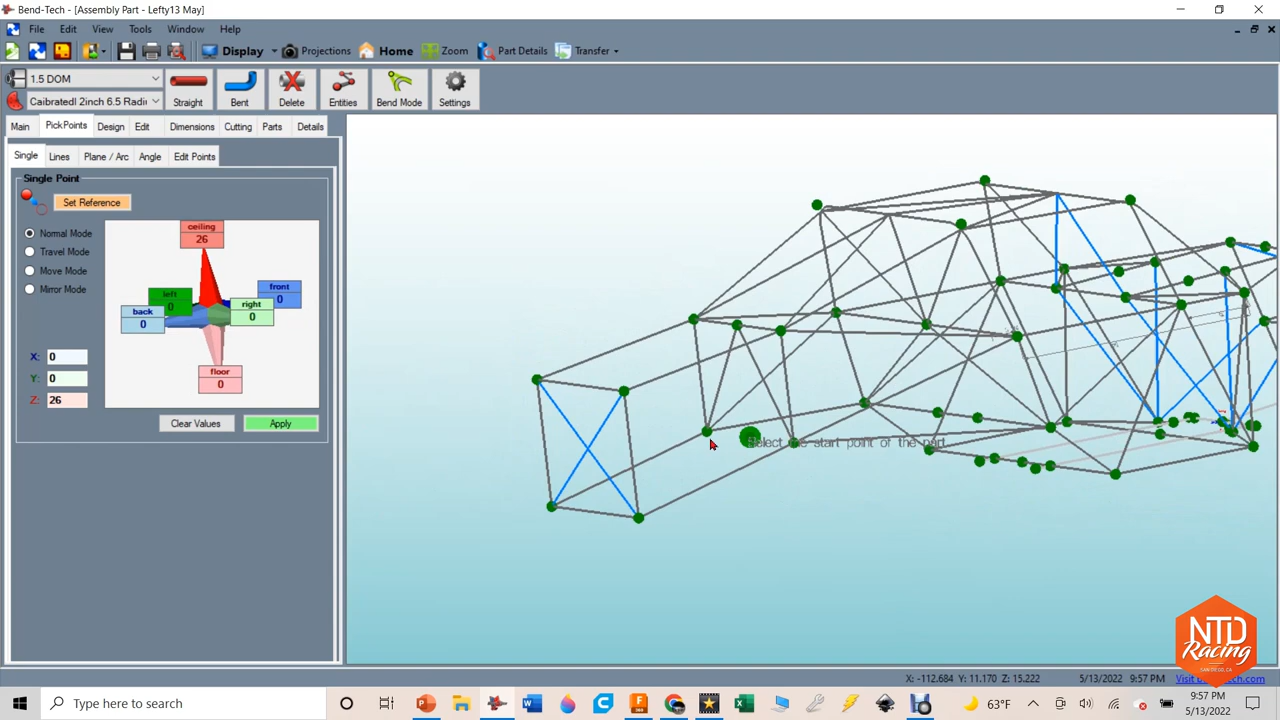 Bend-Tech - [Assembly Part - Lefty13 May]
File Edit View Tools Window Help
Display Projections Home Zoom Part Details Transfer
1.5 DOM
Caibratedl 2inch 6.5 Radi
Straight Bent Delete Entities Bend Mode Settings
Main PickPoints Design Edit Dimensions Cutting Parts Details
Single Lines Plane / Arc Angle Edit Points
Single Point
Set Reference
Normal Mode
Travel Mode
Move Mode
Mirror Mode
ceiling
26
left
0
front
0
back
0
right
0
floor
0
X: 0
Y: 0
Z: 26
Clear Values Apply
Select the start point of the part
NTD
Racing
SAN DIEGO, CA
X: -112.684 Y: 11.170 Z: 15.222 5/13/2022 9:57 PM
Type here to search
63°F
9:57 PM
5/13/2022